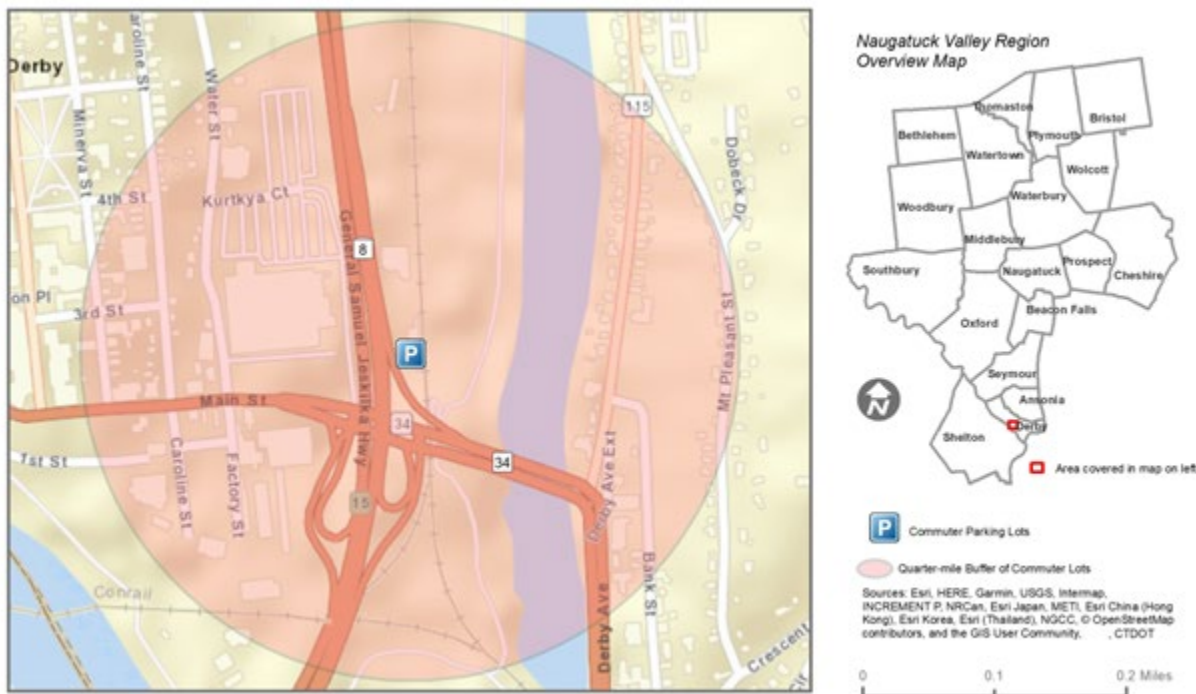 Derby
Caroline St
Water St
Minerva St
4th St
Kurtkya Ct
3rd St
on Pl
General Samuel Jeskilka Hwy
8
115
Dobeck Dr
Mt Pleasant St
P
Main St
34
34
1st St
Caroline St
Factory St
15
Derby Ave Ext
Bank St
Derby Ave
Conrail
Crescent
Naugatuck Valley Region
Overview Map
Thomaston
Bristol
Plymouth
Bethlehem
Watertown
Wolcott
Waterbury
Woodbury
Middlebury
Southbury
Naugatuck
Prospect
Cheshire
Beacon Falls
Oxford
Seymour
Ansonia
Derby
Shelton
N
Area covered in map on left
P
Commuter Parking Lots
Quarter-mile Buffer of Commuter Lots
Sources: Esri, HERE, Garmin, USGS, Intermap,
INCREMENT P, NRCan, Esri Japan, METI, Esri China (Hong
Kong), Esri Korea, Esri (Thailand), NGCC, © OpenStreetMap
contributors, and the GIS User Community, , CTDOT
0 0.1 0.2 Miles